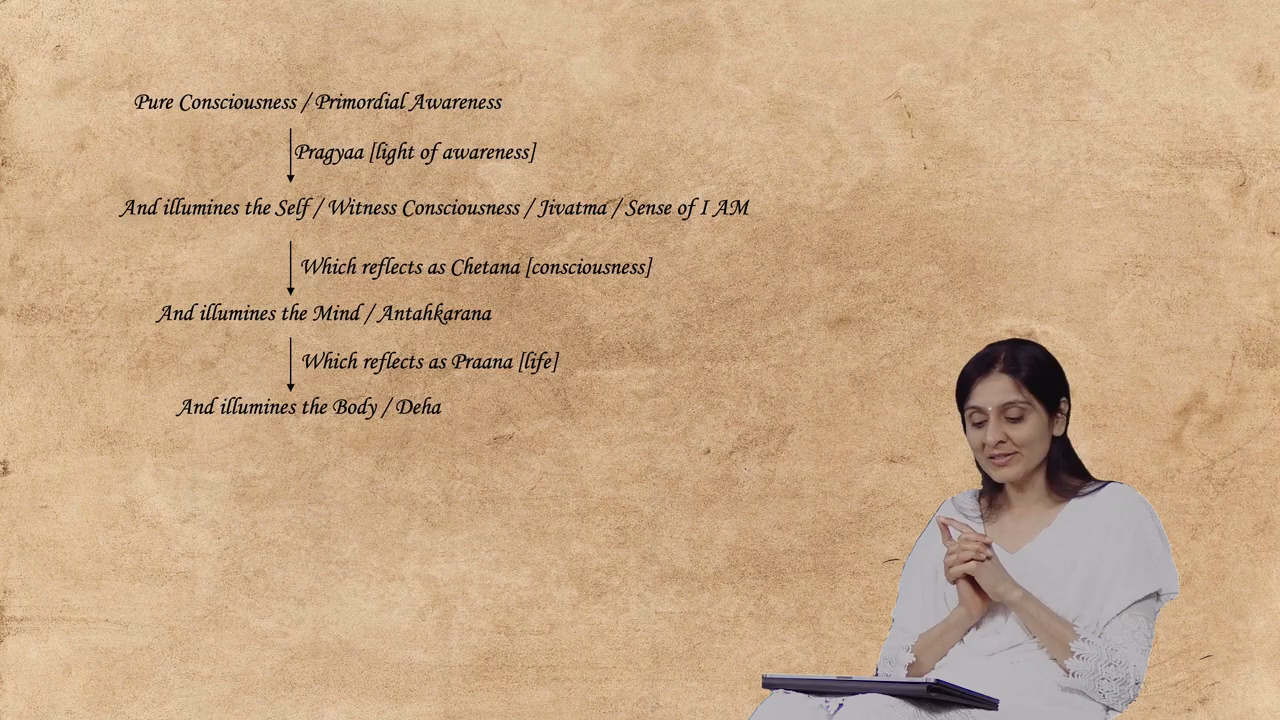 Pure Consciousness / Primordial Awareness
Pragyaa [light of awareness]
And illumines the Self / Witness Consciousness / Jivatma / Sense of I AM
Which reflects as Chetana [consciousness]
And illumines the Mind / Antahkarana
Which reflects as Praana [life]
And illumines the Body / Deha